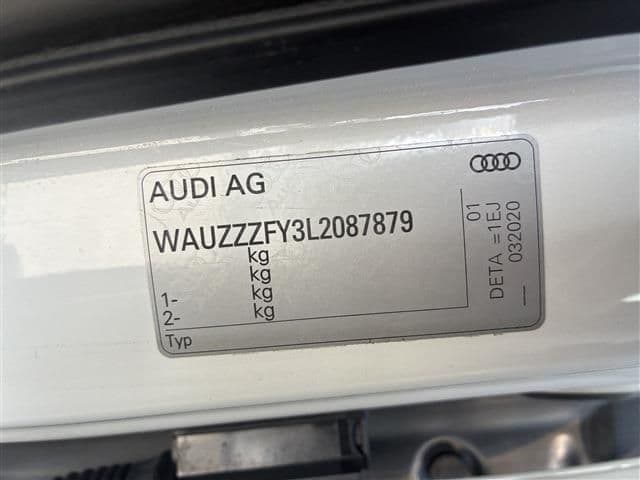 AUDI AG
WAUZZZFY3L2087879
kg
kg
1- kg
2- kg
Typ
01
DETA =1EJ
032020